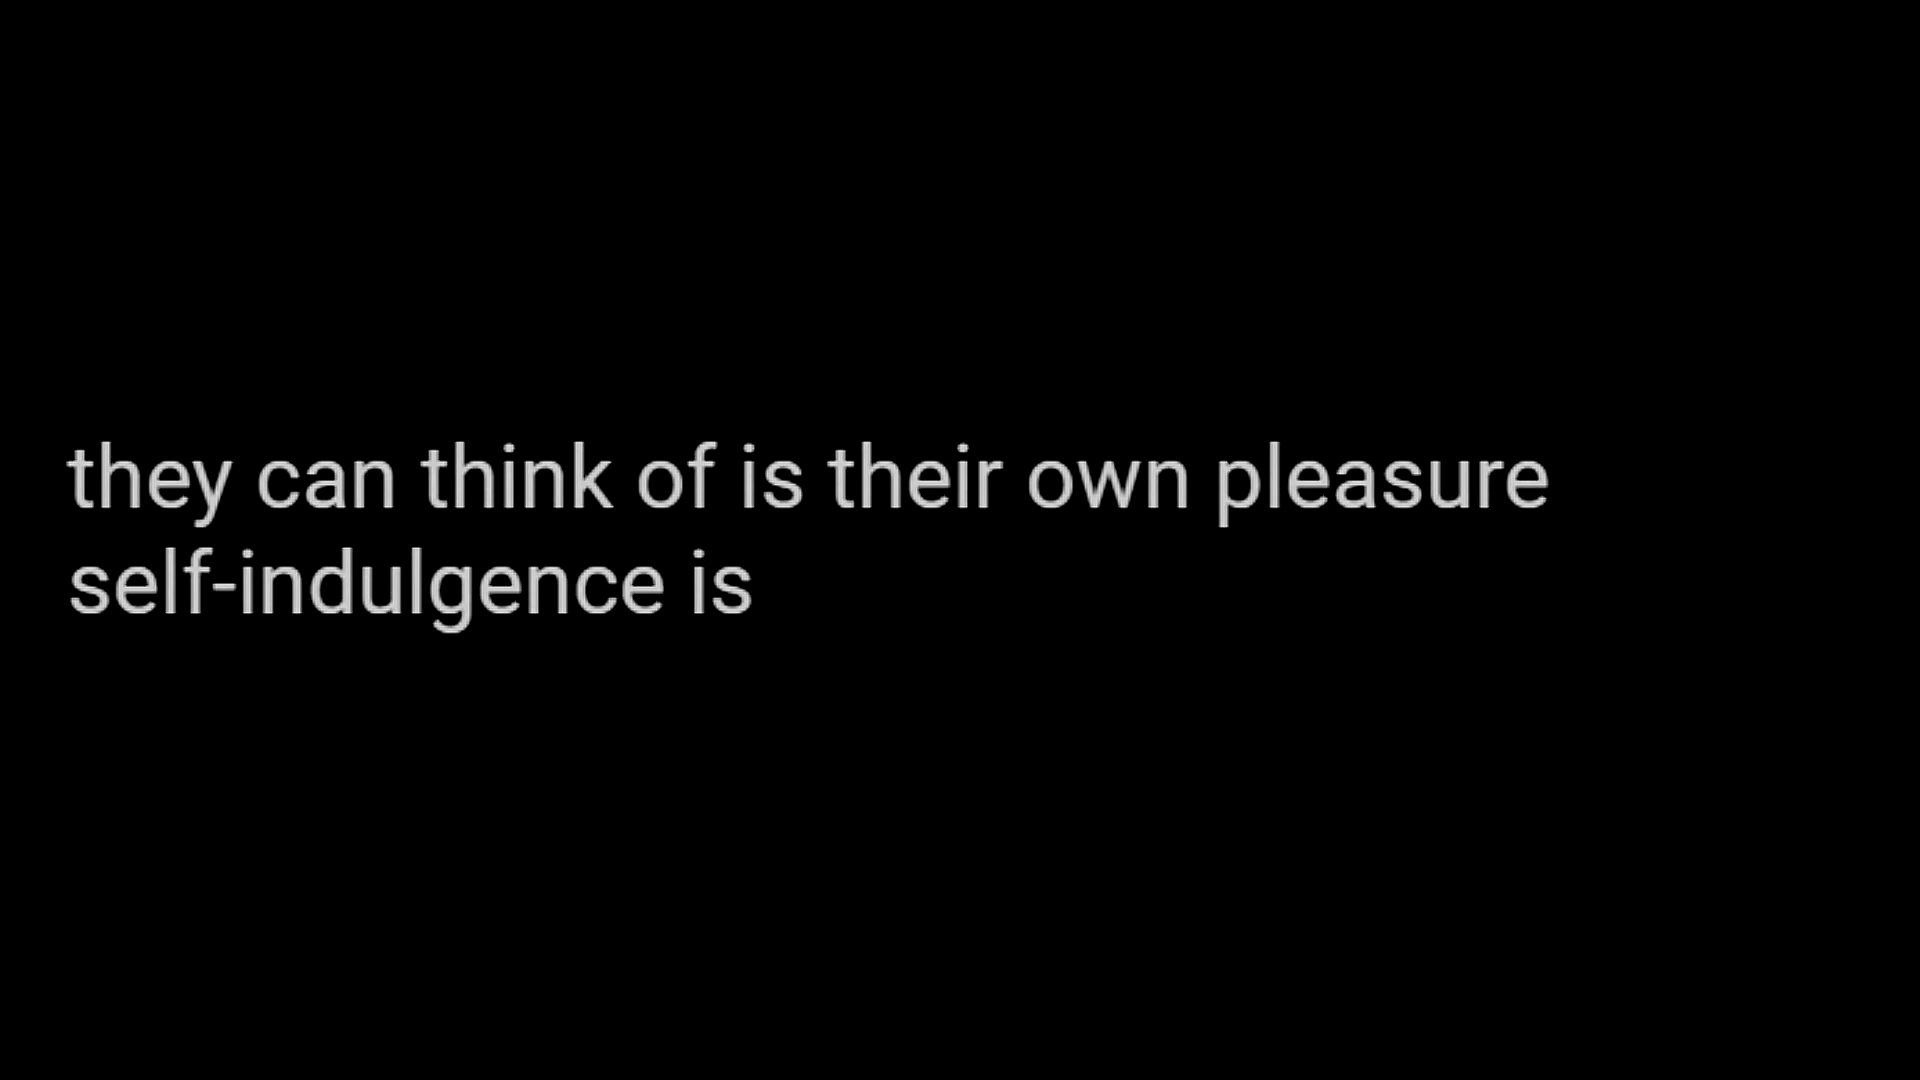 they can think of is their own pleasure
self-indulgence is